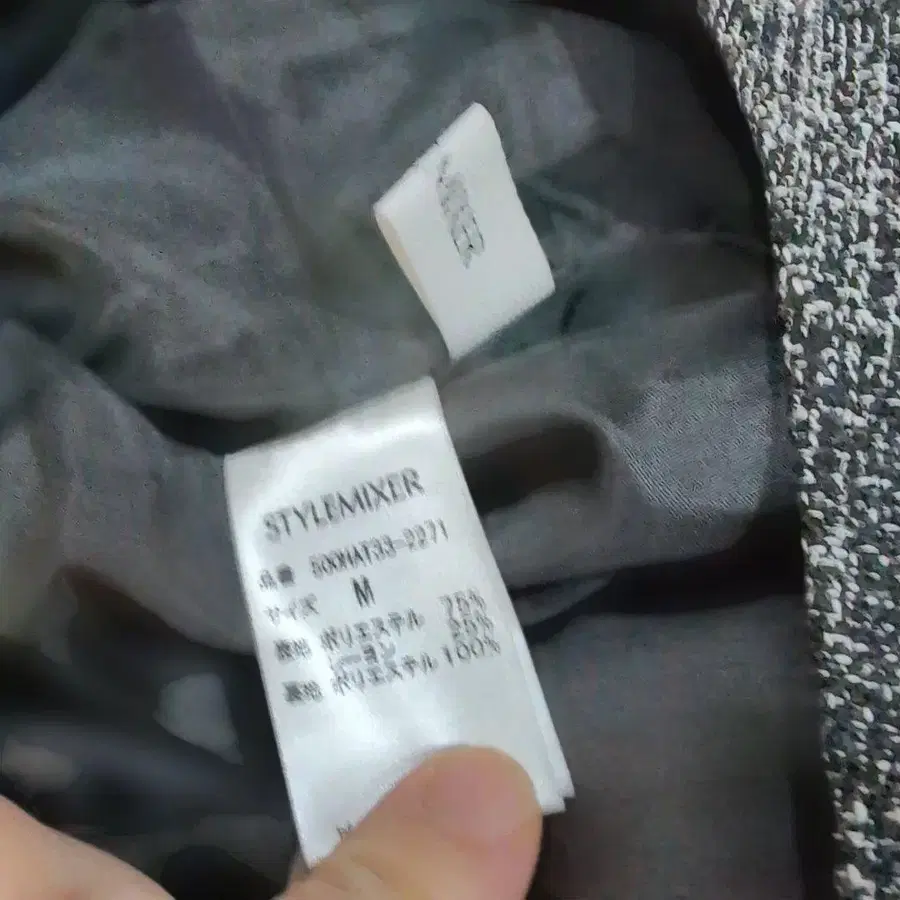 STYLEMIXER
品番 500HAT33-2271
サイズ M
表地 ポリエステル 75%
レーヨン 25%
裏地 ポリエステル 100%